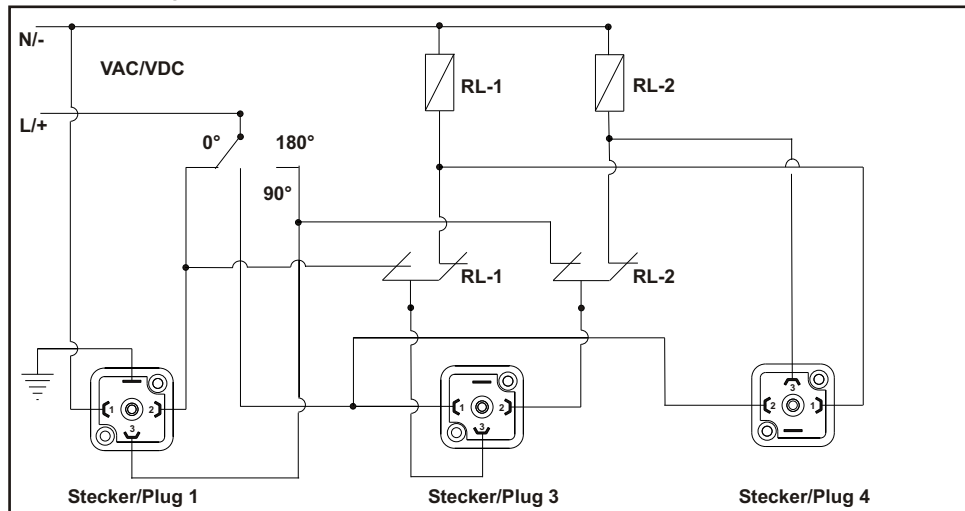 N/-
VAC/VDC
RL-1
RL-2
L/+
0°
180°
90°
RL-1
RL-2
1
2
3
1
2
3
3
2
1
Stecker/Plug 1
Stecker/Plug 3
Stecker/Plug 4